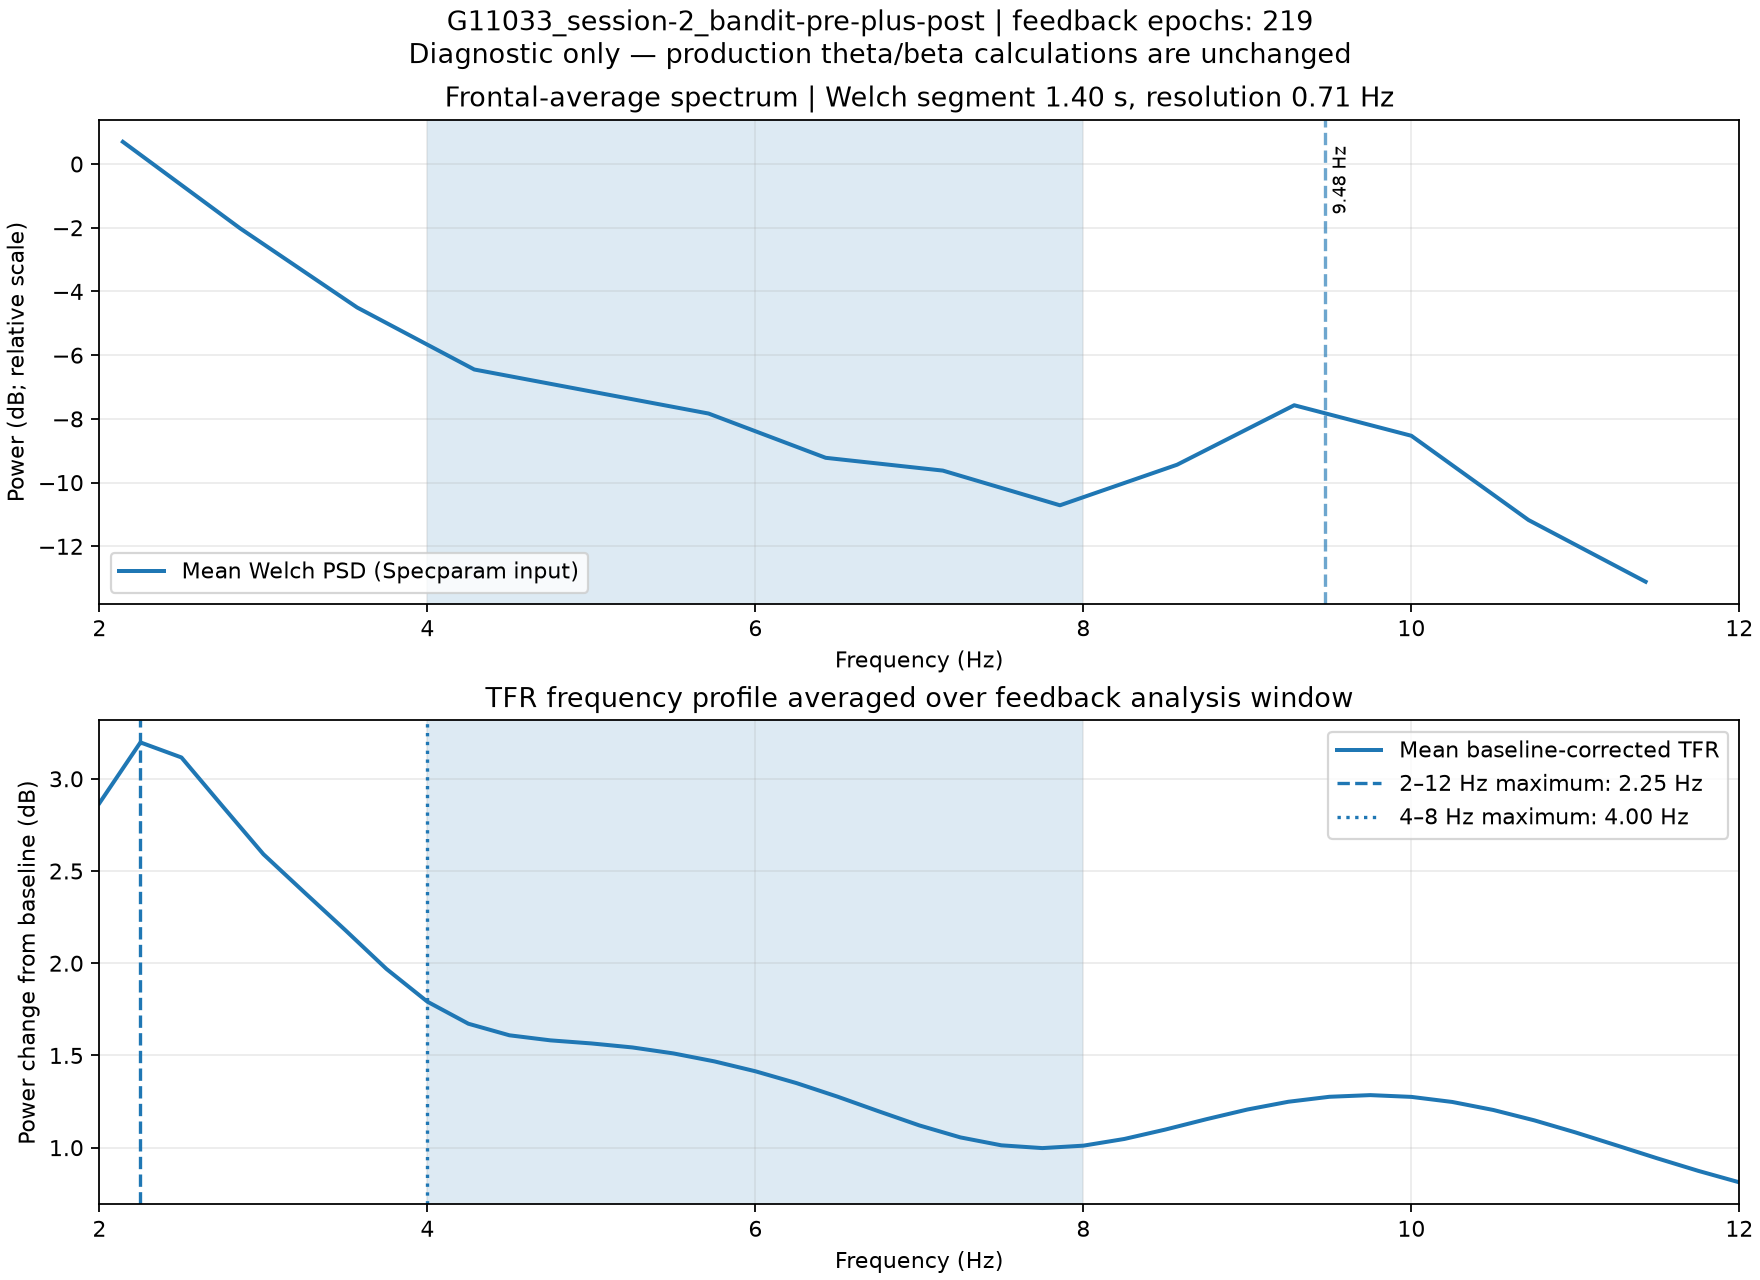 G11033_session-2_bandit-pre-plus-post | feedback epochs: 219
Diagnostic only — production theta/beta calculations are unchanged
Frontal-average spectrum | Welch segment 1.40 s, resolution 0.71 Hz
Power (dB; relative scale)
0
−2
−4
−6
−8
−10
−12
9.48 Hz
Mean Welch PSD (Specparam input)
2
4
6
8
10
12
Frequency (Hz)
TFR frequency profile averaged over feedback analysis window
Power change from baseline (dB)
3.0
2.5
2.0
1.5
1.0
Mean baseline-corrected TFR
2–12 Hz maximum: 2.25 Hz
4–8 Hz maximum: 4.00 Hz
2
4
6
8
10
12
Frequency (Hz)